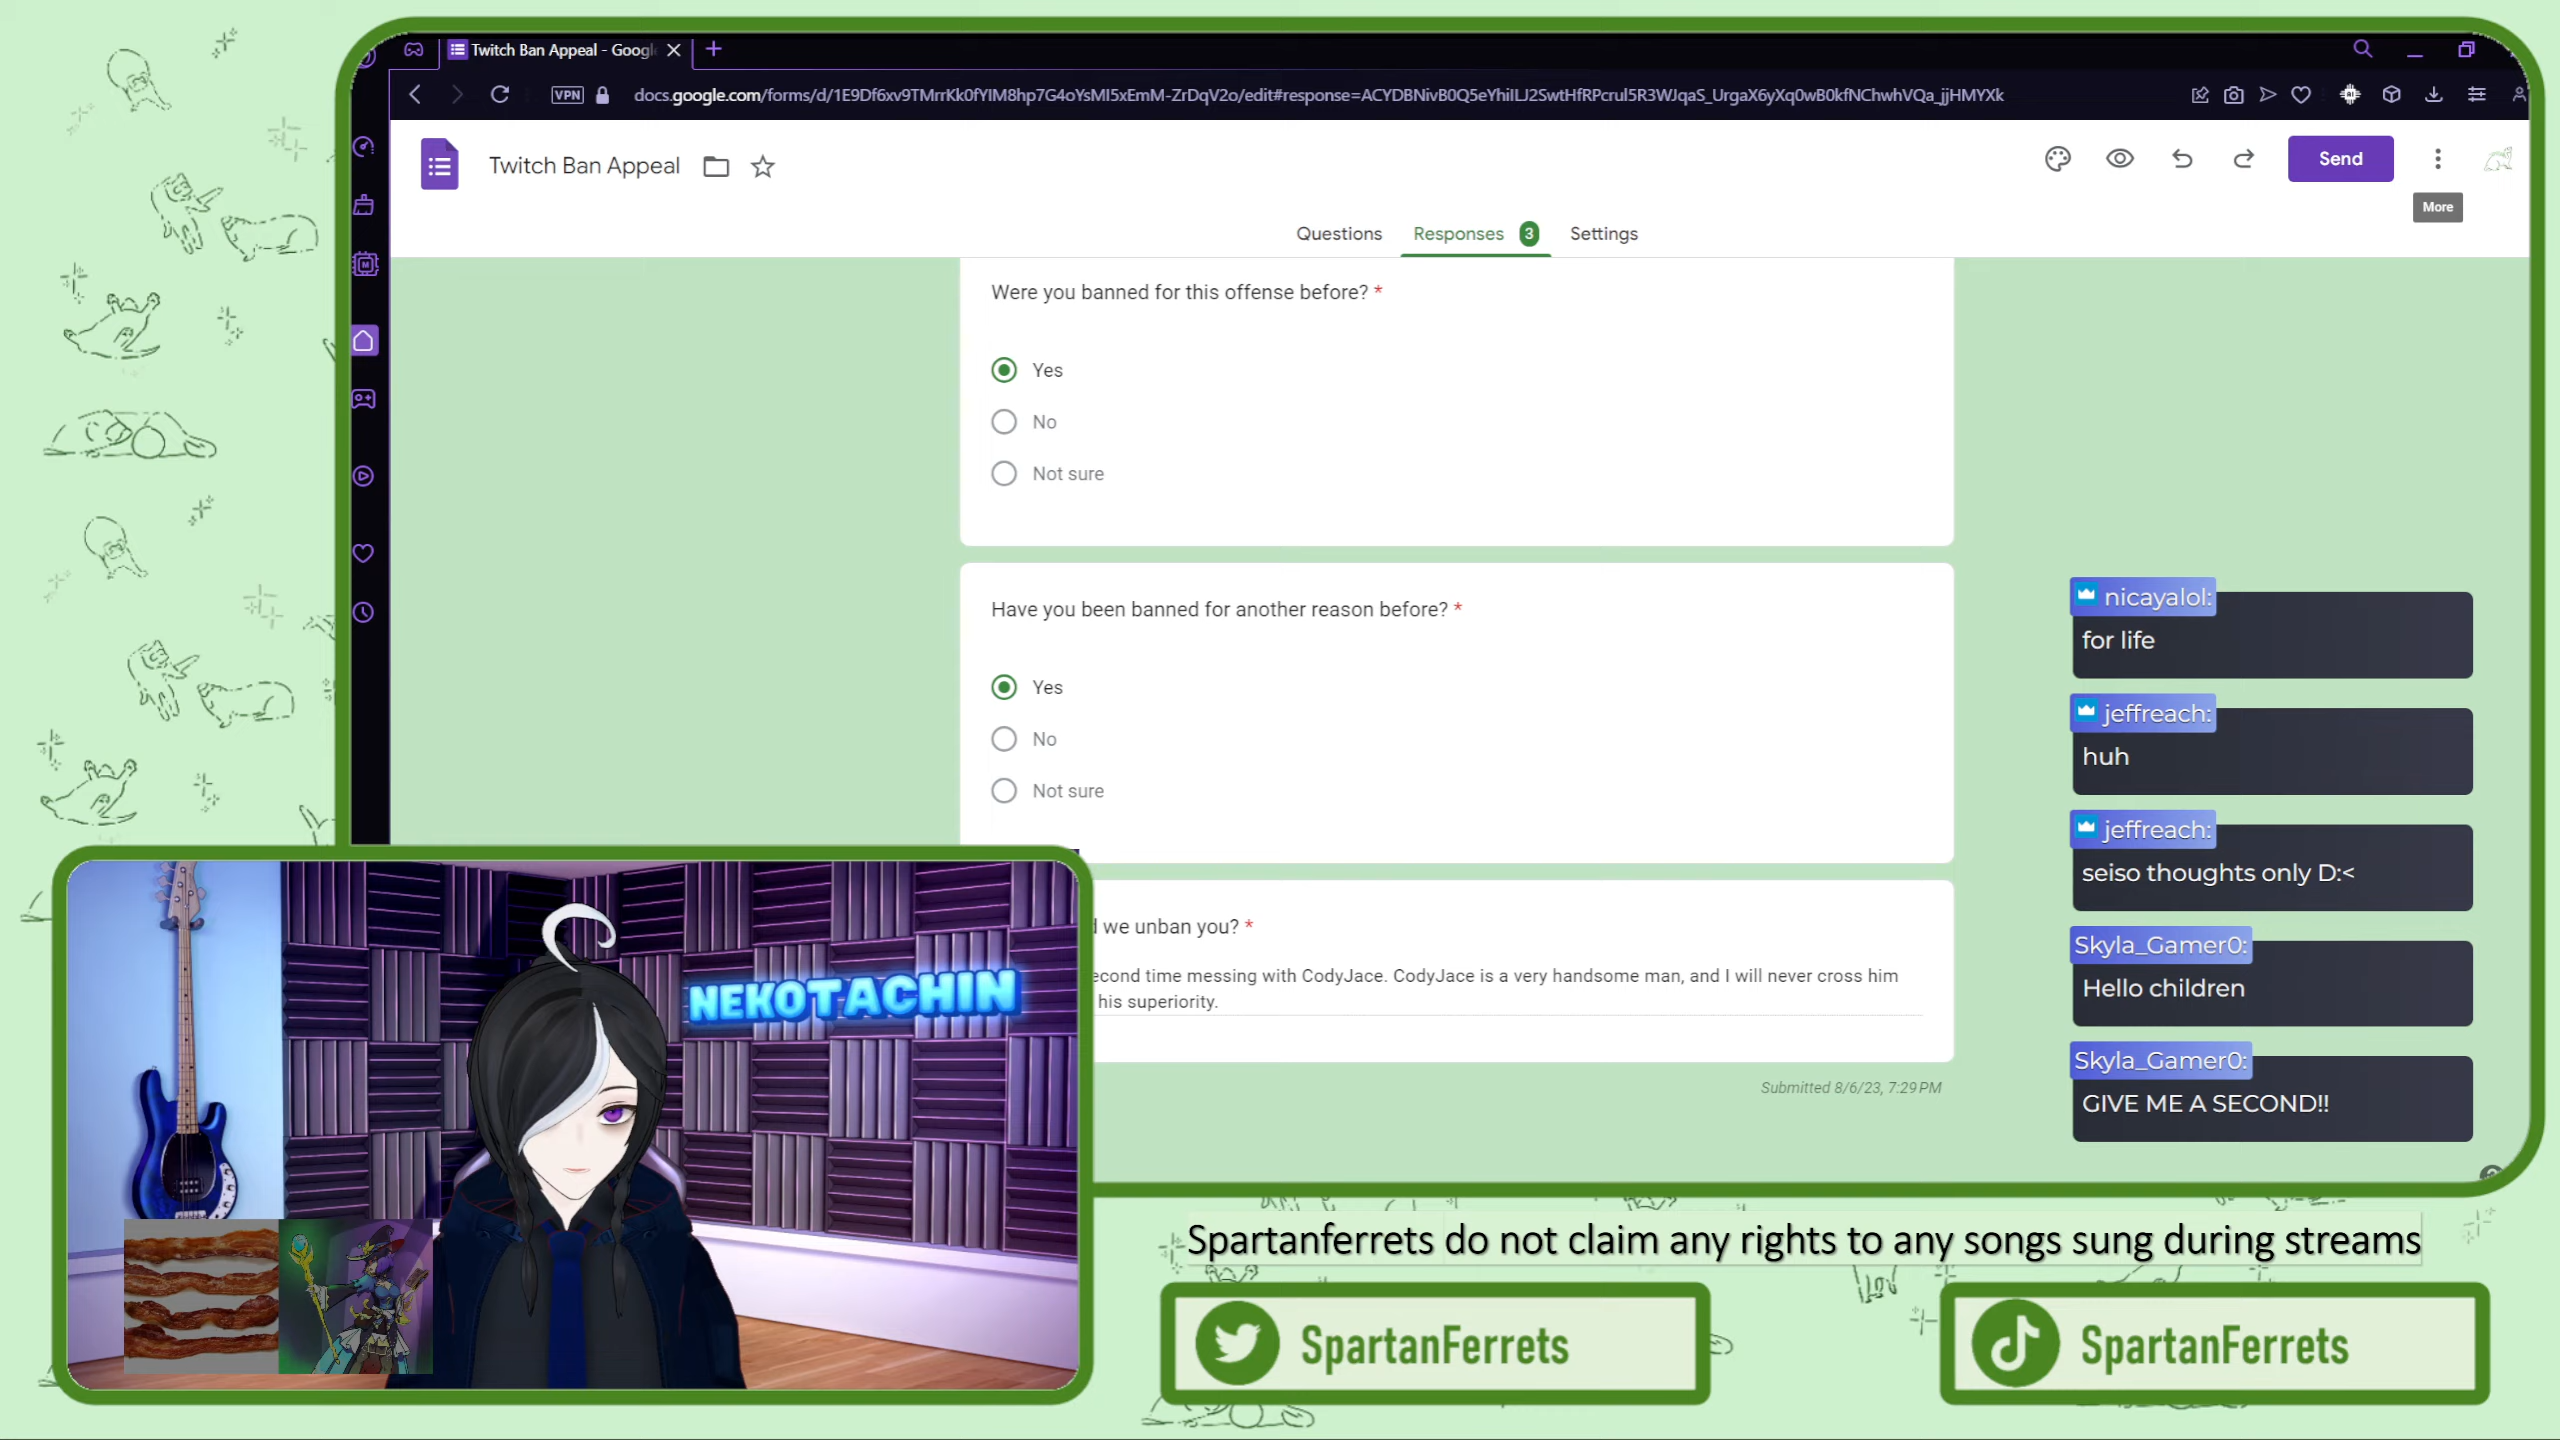 Twitch Ban Appeal - Googl
VPN
docs.google.com/forms/d/1E9Df6xv9TMrrKk0fYIM8hp7G4oYsMI5xEmM-ZrDqV2o/edit#response=ACYDBNivB0Q5eYhiILJ2SwtHfRPcrul5R3WJqaS_UrgaX6yXq0wB0kfNChwhVQa_jjHMYXk
Twitch Ban Appeal
Send
More
Questions
Responses 3
Settings
Were you banned for this offense before? *
Yes
No
Not sure
Have you been banned for another reason before? *
Yes
No
Not sure
we unban you? *
econd time messing with CodyJace. CodyJace is a very handsome man, and I will never cross him
his superiority.
Submitted 8/6/23, 7:29 PM
nicayalol:
for life
jeffreach:
huh
jeffreach:
seiso thoughts only D:<
Skyla_Gamer0:
Hello children
Skyla_Gamer0:
GIVE ME A SECOND!!
NEKOTACHIN
Spartanferrets do not claim any rights to any songs sung during streams
SpartanFerrets
SpartanFerrets